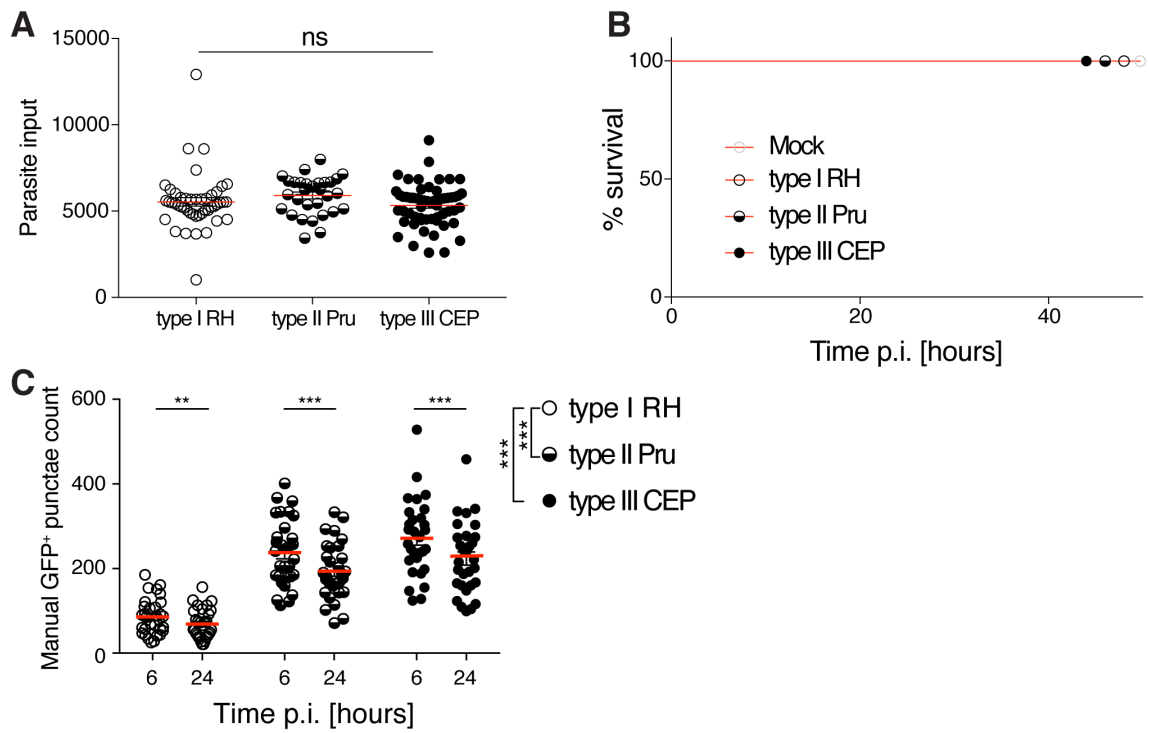 A
15000
10000
5000
0
Parasite input
ns
type I RH
type II Pru
type III CEP
B
100
50
0
% survival
Mock
type I RH
type II Pru
type III CEP
0
20
40
Time p.i. [hours]
C
600
400
200
0
Manual GFP+ punctae count
**
***
***
6
24
6
24
6
24
Time p.i. [hours]
***
***
type I RH
type II Pru
type III CEP